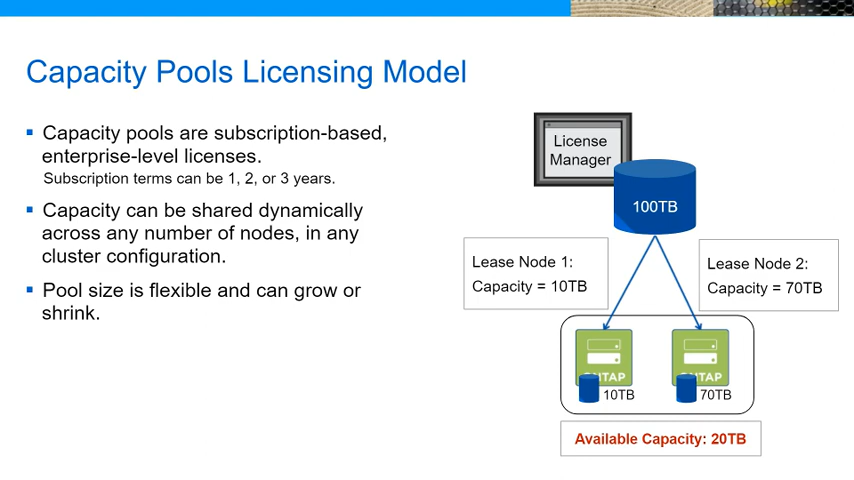 Capacity Pools Licensing Model
Capacity pools are subscription-based,
enterprise-level licenses.
Subscription terms can be 1, 2, or 3 years.
Capacity can be shared dynamically
across any number of nodes, in any
cluster configuration.
Pool size is flexible and can grow or
shrink.
License
Manager
100TB
Lease Node 1:
Capacity = 10TB
Lease Node 2:
Capacity = 70TB
10TB
70TB
Available Capacity: 20TB